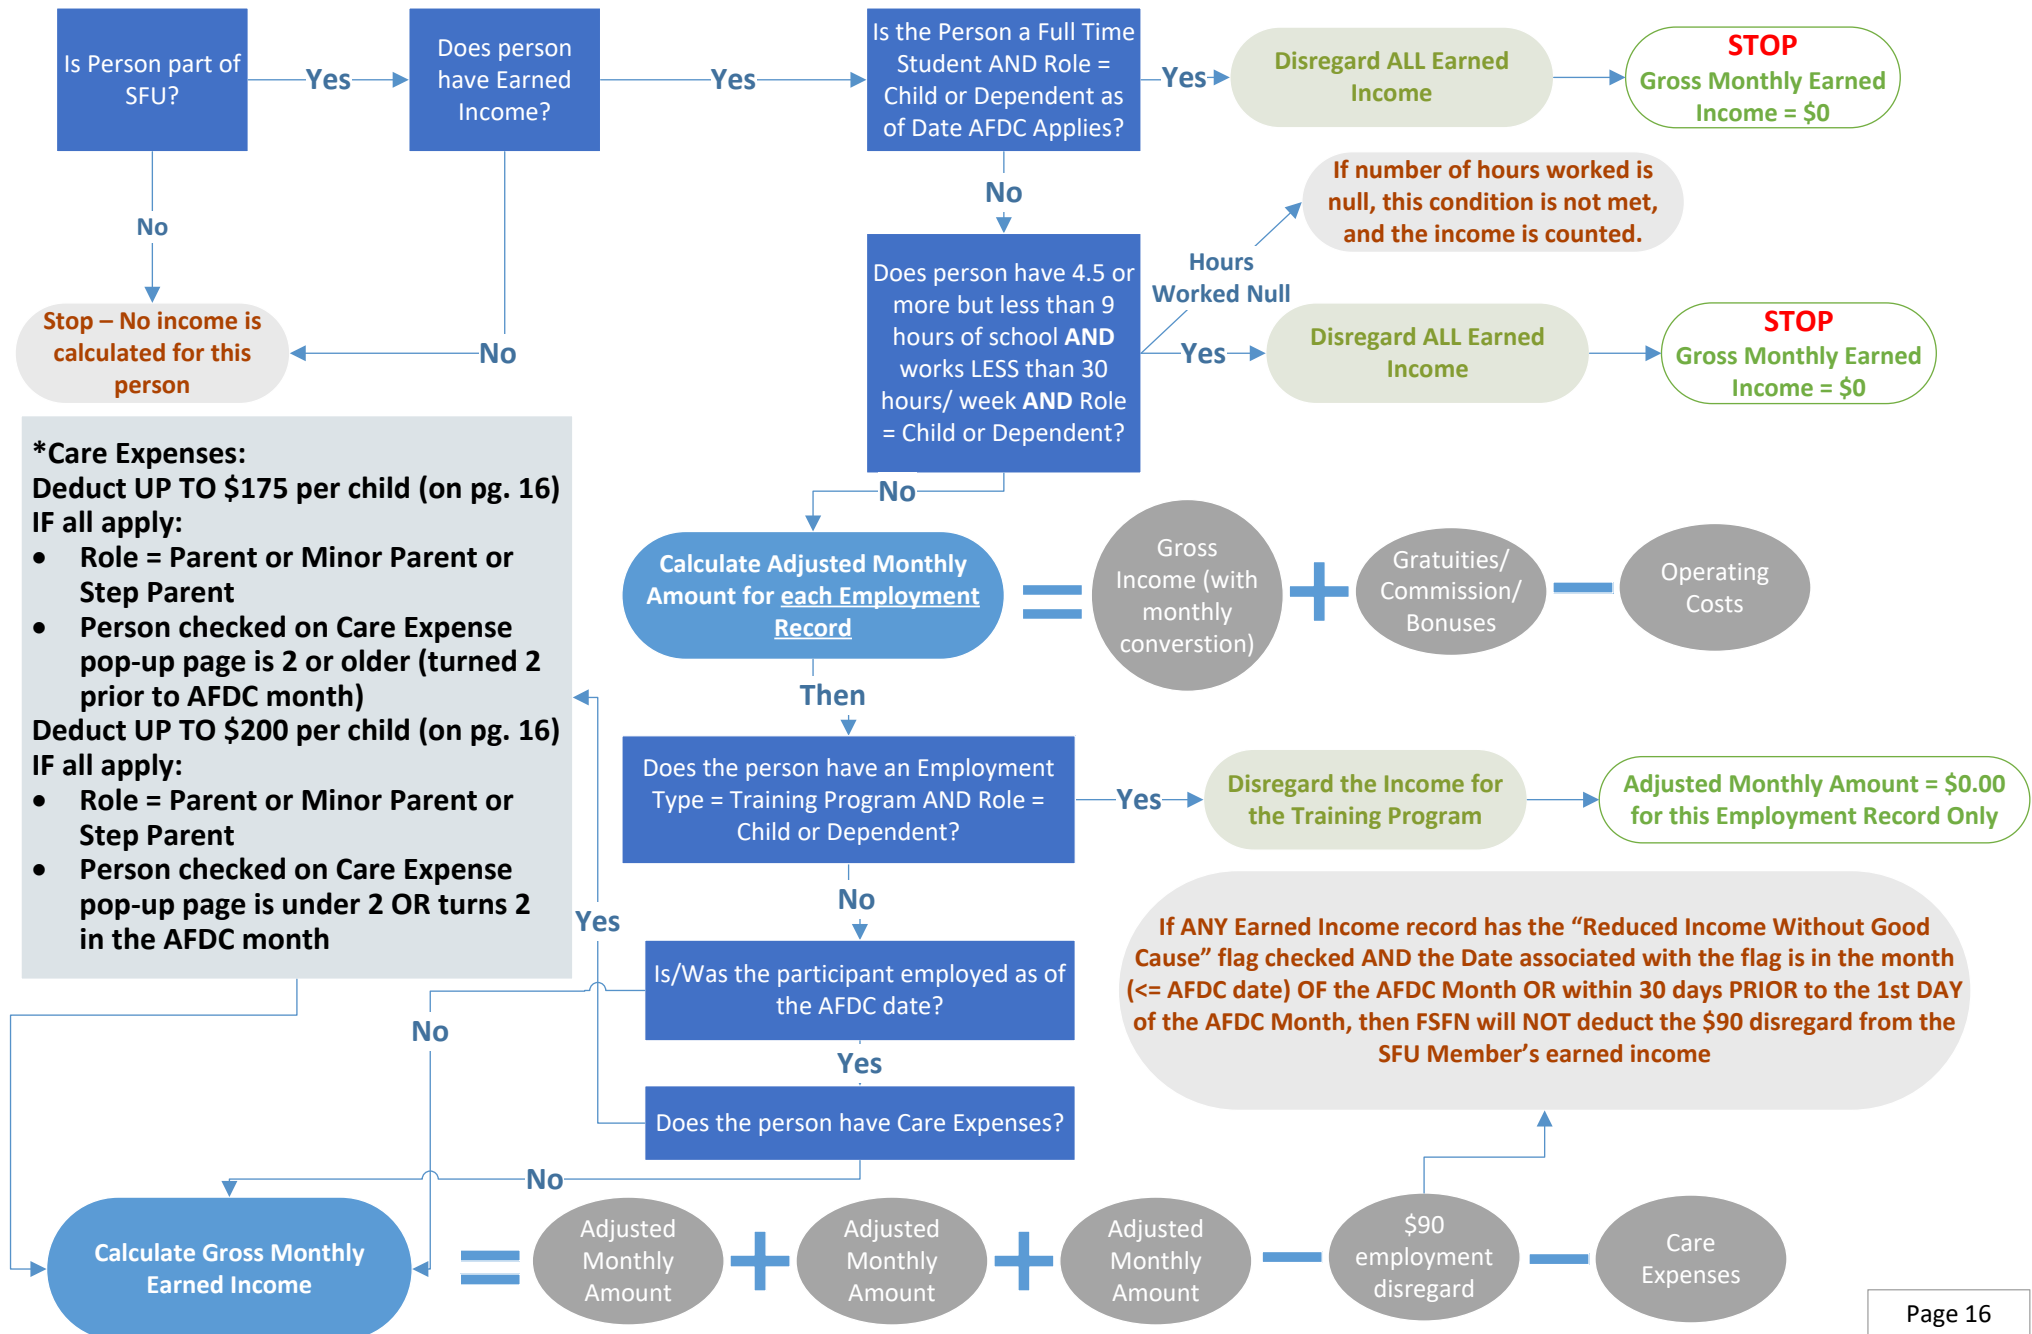 Is Person part of
SFU?
Yes
Does person
have Earned
Income?
Yes
Is the Person a Full Time
Student AND Role =
Child or Dependent as
of Date AFDC Applies?
Yes
Disregard ALL Earned
Income
STOP
Gross Monthly Earned
Income = $0
No
No
No
If number of hours worked is
null, this condition is not met,
and the income is counted.
Hours
Worked Null
Does person have 4.5 or
more but less than 9
hours of school AND
works LESS than 30
hours/ week AND Role
= Child or Dependent?
Yes
Disregard ALL Earned
Income
STOP
Gross Monthly Earned
Income = $0
Stop – No income is
calculated for this
person
No
*Care Expenses:
Deduct UP TO $175 per child (on pg. 16)
IF all apply:
• Role = Parent or Minor Parent or
Step Parent
• Person checked on Care Expense
pop-up page is 2 or older (turned 2
prior to AFDC month)
Deduct UP TO $200 per child (on pg. 16)
IF all apply:
• Role = Parent or Minor Parent or
Step Parent
• Person checked on Care Expense
pop-up page is under 2 OR turns 2
in the AFDC month
Calculate Adjusted Monthly
Amount for each Employment
Record
Gross
Income (with
monthly
converstion)
Gratuities/
Commission/
Bonuses
Operating
Costs
Then
Does the person have an Employment
Type = Training Program AND Role =
Child or Dependent?
Yes
Disregard the Income for
the Training Program
Adjusted Monthly Amount = $0.00
for this Employment Record Only
No
Yes
Is/Was the participant employed as of
the AFDC date?
No
Yes
If ANY Earned Income record has the “Reduced Income Without Good
Cause” flag checked AND the Date associated with the flag is in the month
(<= AFDC date) OF the AFDC Month OR within 30 days PRIOR to the 1st DAY
of the AFDC Month, then FSFN will NOT deduct the $90 disregard from the
SFU Member’s earned income
Does the person have Care Expenses?
No
Calculate Gross Monthly
Earned Income
Adjusted
Monthly
Amount
Adjusted
Monthly
Amount
Adjusted
Monthly
Amount
$90
employment
disregard
Care
Expenses
Page 16